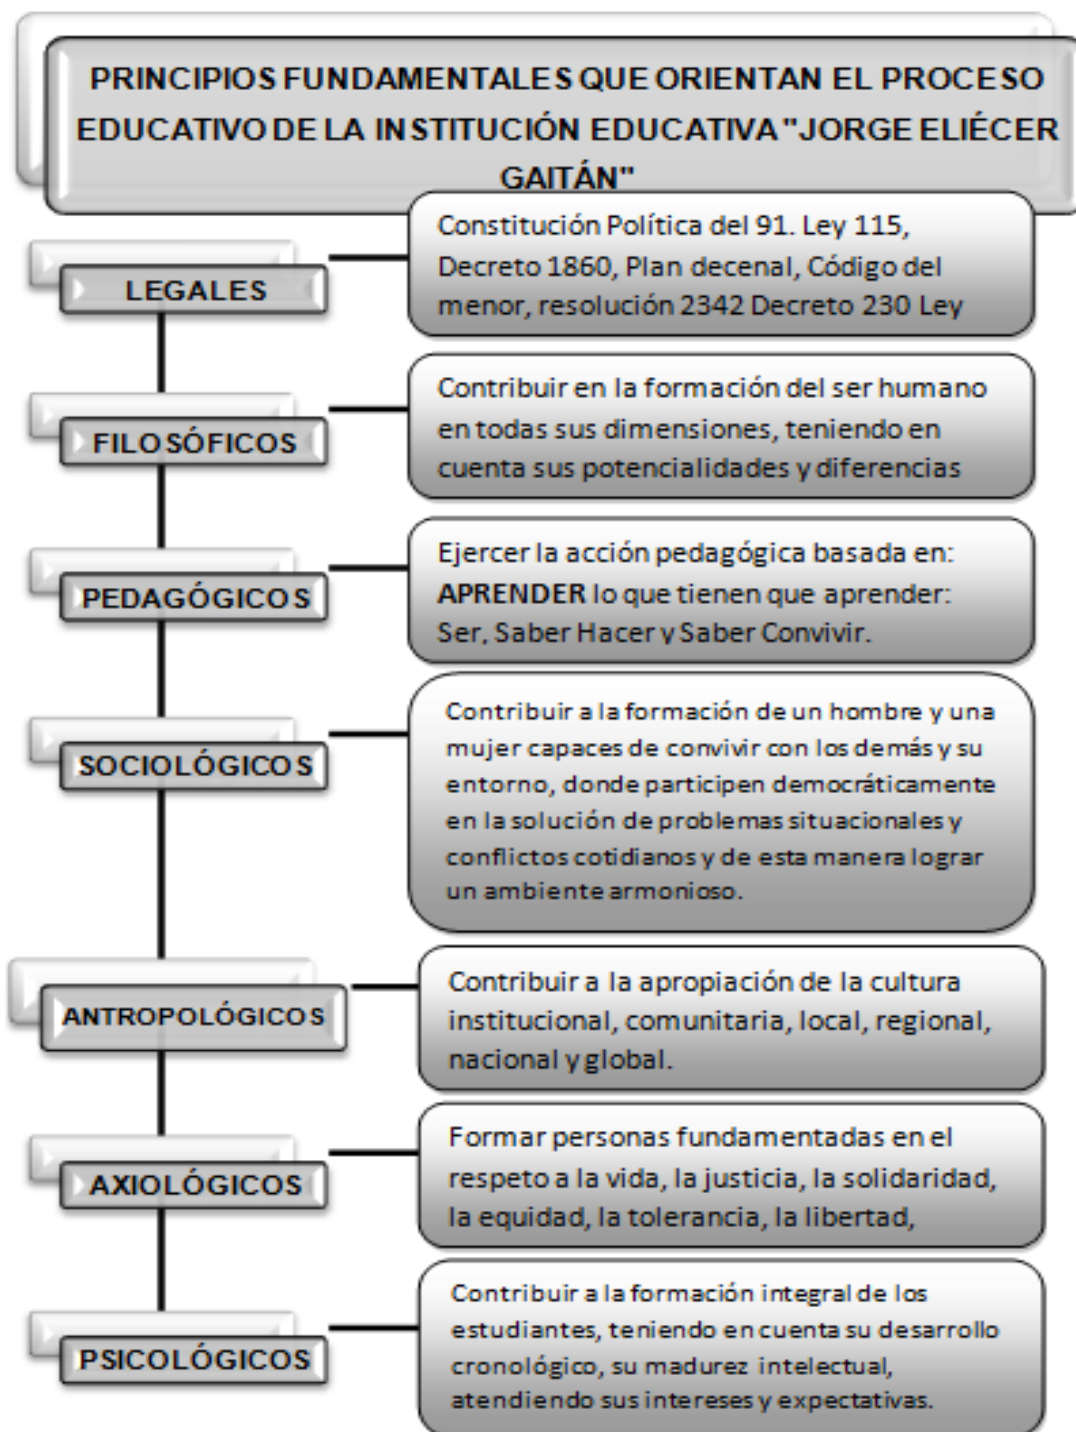 PRINCIPIOS FUNDAMENTALES QUE ORIENTAN EL PROCESO
EDUCATIVO DE LA INSTITUCIÓN EDUCATIVA "JORGE ELIÉCER
GAITÁN"
LEGALES
Constitución Política del 91. Ley 115,
Decreto 1860, Plan decenal, Código del
menor, resolución 2342 Decreto 230 Ley
FILOSÓFICOS
Contribuir en la formación del ser humano
en todas sus dimensiones, teniendo en
cuenta sus potencialidades y diferencias
PEDAGÓGICOS
Ejercer la acción pedagógica basada en:
APRENDER lo que tienen que aprender:
Ser, Saber Hacer y Saber Convivir.
SOCIOLÓGICOS
Contribuir a la formación de un hombre y una
mujer capaces de convivir con los demás y su
entorno, donde participen democráticamente
en la solución de problemas situacionales y
conflictos cotidianos y de esta manera lograr
un ambiente armonioso.
ANTROPOLÓGICOS
Contribuir a la apropiación de la cultura
institucional, comunitaria, local, regional,
nacional y global.
AXIOLÓGICOS
Formar personas fundamentadas en el
respeto a la vida, la justicia, la solidaridad,
la equidad, la tolerancia, la libertad,
PSICOLÓGICOS
Contribuir a la formación integral de los
estudiantes, teniendo en cuenta su desarrollo
cronológico, su madurez intelectual,
atendiendo sus intereses y expectativas.